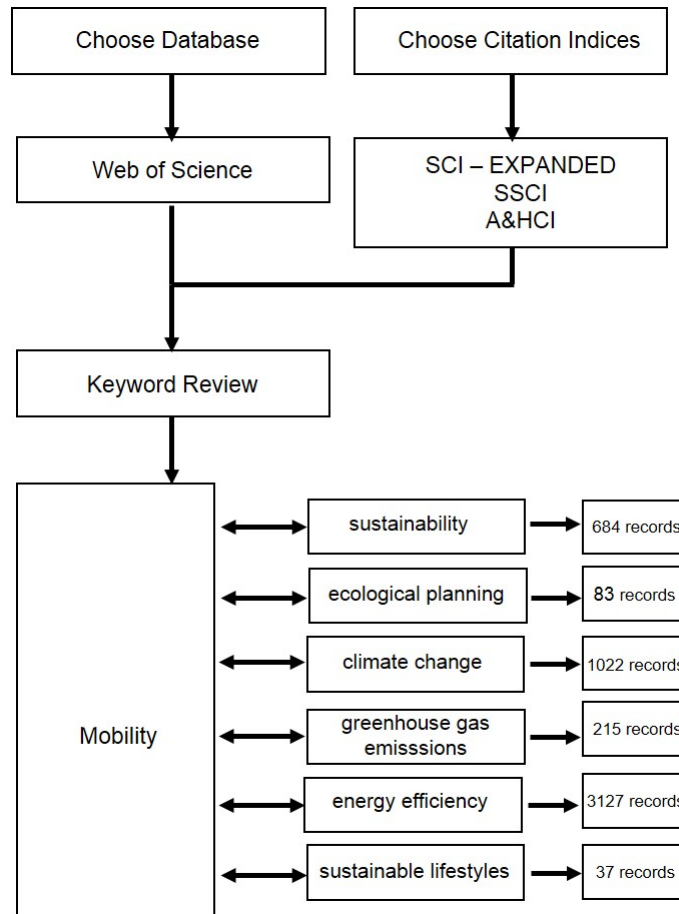 Choose Database
Choose Citation Indices
Web of Science
SCI – EXPANDED
SSCI
A&HCI
Keyword Review
Mobility
sustainability
684 records
ecological planning
83 records
climate change
1022 records
greenhouse gas
emisssions
215 records
energy efficiency
3127 records
sustainable lifestyles
37 records